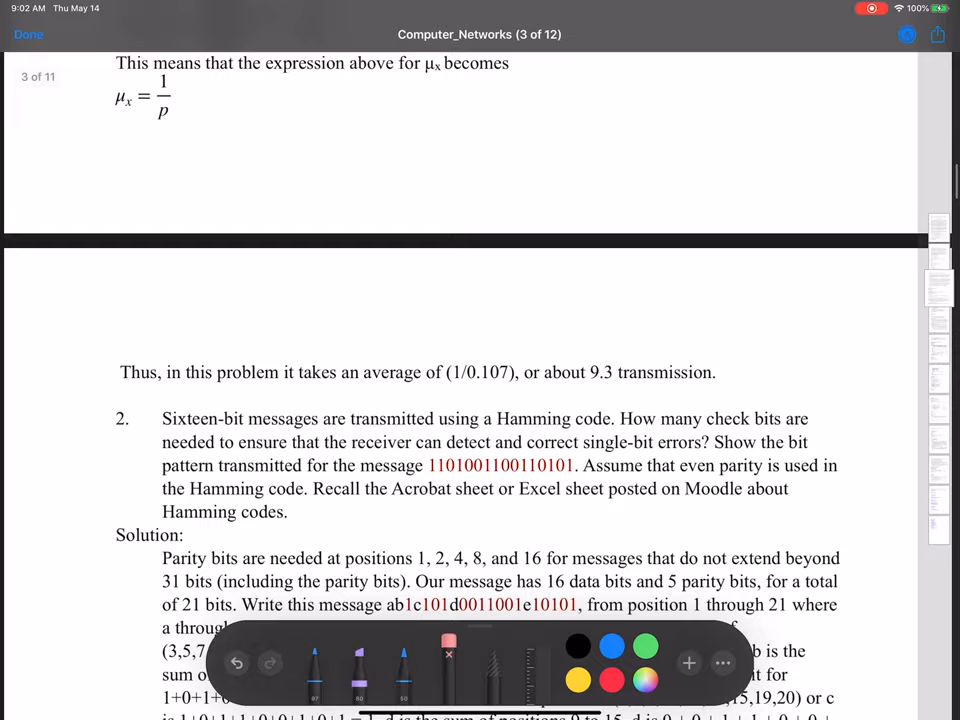 9:02 AM Thu May 14
100%
Done
Computer_Networks (3 of 12)
3 of 11
This means that the expression above for μx becomes
μx = 1/p
Thus, in this problem it takes an average of (1/0.107), or about 9.3 transmission.
2. Sixteen-bit messages are transmitted using a Hamming code. How many check bits are
needed to ensure that the receiver can detect and correct single-bit errors? Show the bit
pattern transmitted for the message 1101001100110101. Assume that even parity is used in
the Hamming code. Recall the Acrobat sheet or Excel sheet posted on Moodle about
Hamming codes.
Solution:
Parity bits are needed at positions 1, 2, 4, 8, and 16 for messages that do not extend beyond
31 bits (including the parity bits). Our message has 16 data bits and 5 parity bits, for a total
of 21 bits. Write this message ab1c101d0011001e10101, from position 1 through 21 where
a throug
(3,5,7 b is the
sum o it for
1+0+1+ 15,19,20) or c
97
80
50